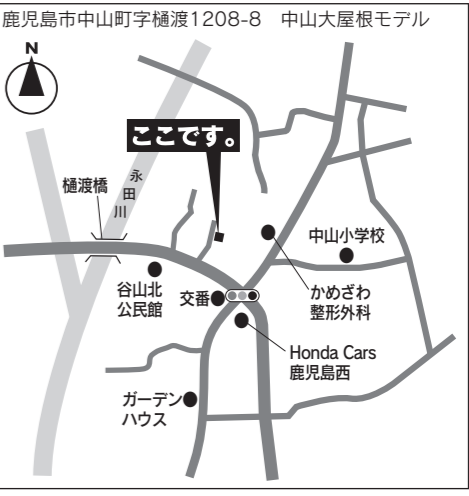 鹿児島市中山町字樋渡1208-8　中山大屋根モデル
N
ここです。
樋渡橋
永田川
中山小学校
谷山北
公民館
交番
かめざわ
整形外科
Honda Cars
鹿児島西
ガーデン
ハウス